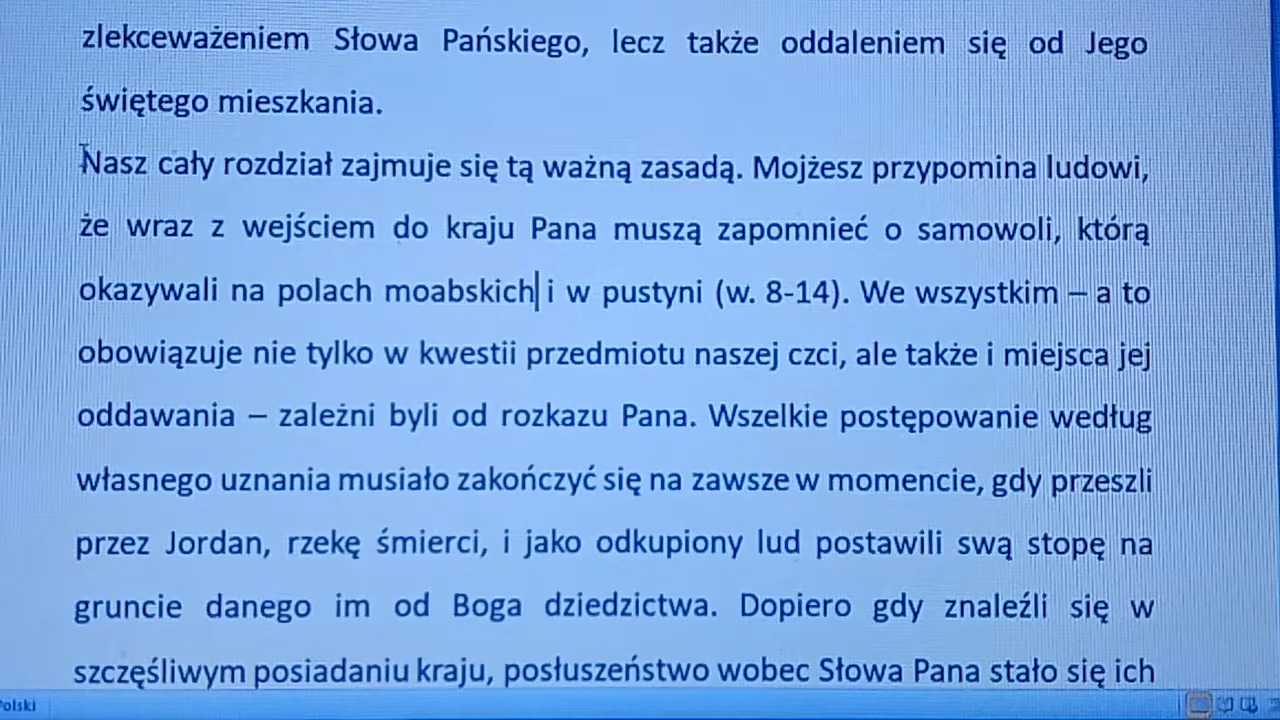 zlekceważeniem Słowa Pańskiego, lecz także oddaleniem się od Jego
świętego mieszkania.
Nasz cały rozdział zajmuje się tą ważną zasadą. Mojżesz przypomina ludowi,
że wraz z wejściem do kraju Pana muszą zapomnieć o samowoli, którą
okazywali na polach moabskich i w pustyni (w. 8-14). We wszystkim – a to
obowiązuje nie tylko w kwestii przedmiotu naszej czci, ale także i miejsca jej
oddawania – zależni byli od rozkazu Pana. Wszelkie postępowanie według
własnego uznania musiało zakończyć się na zawsze w momencie, gdy przeszli
przez Jordan, rzekę śmierci, i jako odkupiony lud postawili swą stopę na
gruncie danego im od Boga dziedzictwa. Dopiero gdy znaleźli się w
szczęśliwym posiadaniu kraju, posłuszeństwo wobec Słowa Pana stało się ich
Polski